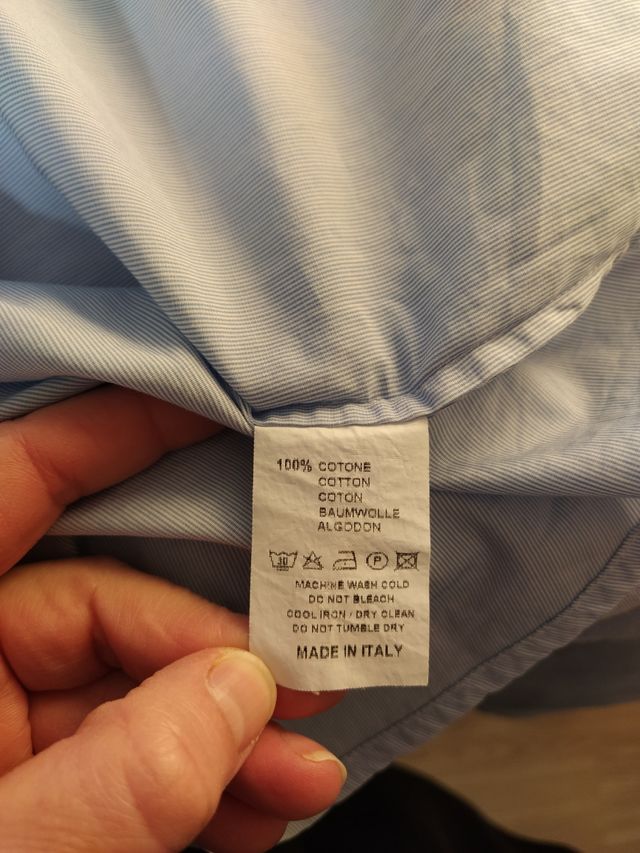 100% COTONE
COTTON
COTON
BAUMWOLLE
ALGODON
30 P
MACHINE WASH COLD
DO NOT BLEACH
COOL IRON / DRY CLEAN
DO NOT TUMBLE DRY
MADE IN ITALY